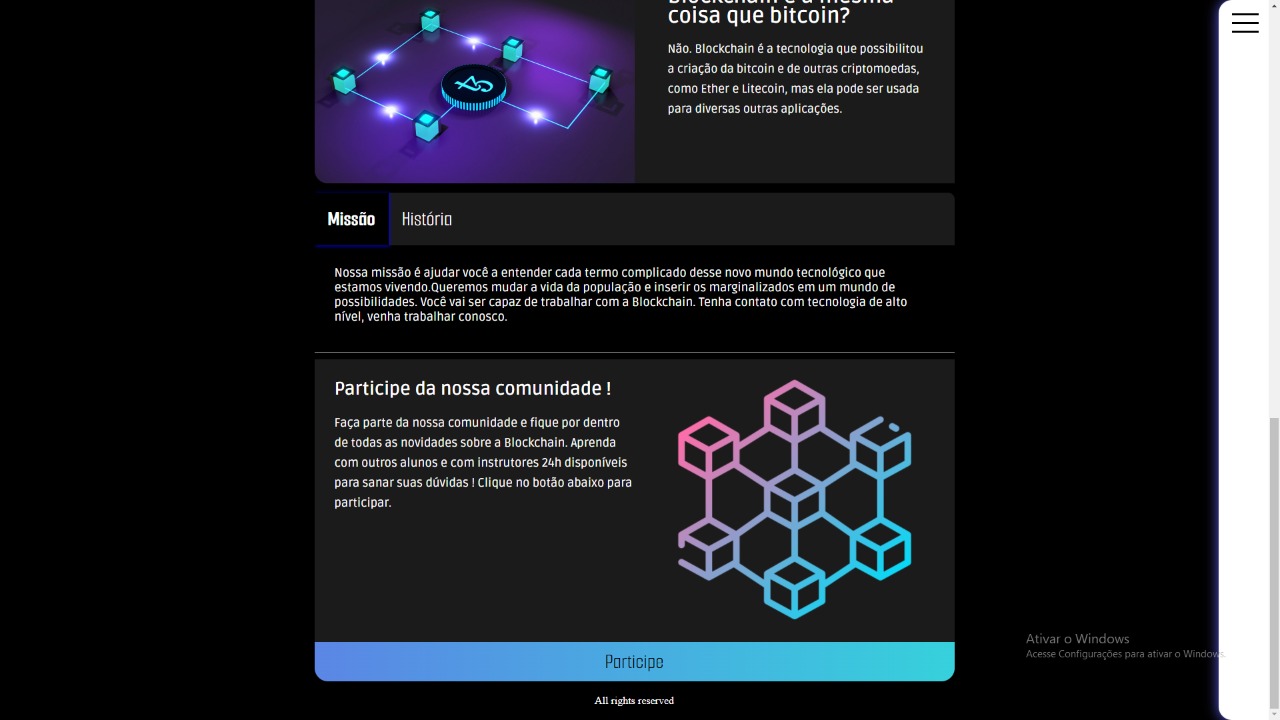 Blockchain é a mesma
coisa que bitcoin?
Não. Blockchain é a tecnologia que possibilitou
a criação da bitcoin e de outras criptomoedas,
como Ether e Litecoin, mas ela pode ser usada
para diversas outras aplicações.
Missão
História
Nossa missão é ajudar você a entender cada termo complicado desse novo mundo tecnológico que
estamos vivendo.Queremos mudar a vida da população e inserir os marginalizados em um mundo de
possibilidades. Você vai ser capaz de trabalhar com a Blockchain. Tenha contato com tecnologia de alto
nível, venha trabalhar conosco.
Participe da nossa comunidade !
Faça parte da nossa comunidade e fique por dentro
de todas as novidades sobre a Blockchain. Aprenda
com outros alunos e com instrutores 24h disponíveis
para sanar suas dúvidas ! Clique no botão abaixo para
participar.
Participe
All rights reserved
Ativar o Windows
Acesse Configurações para ativar o Windows.